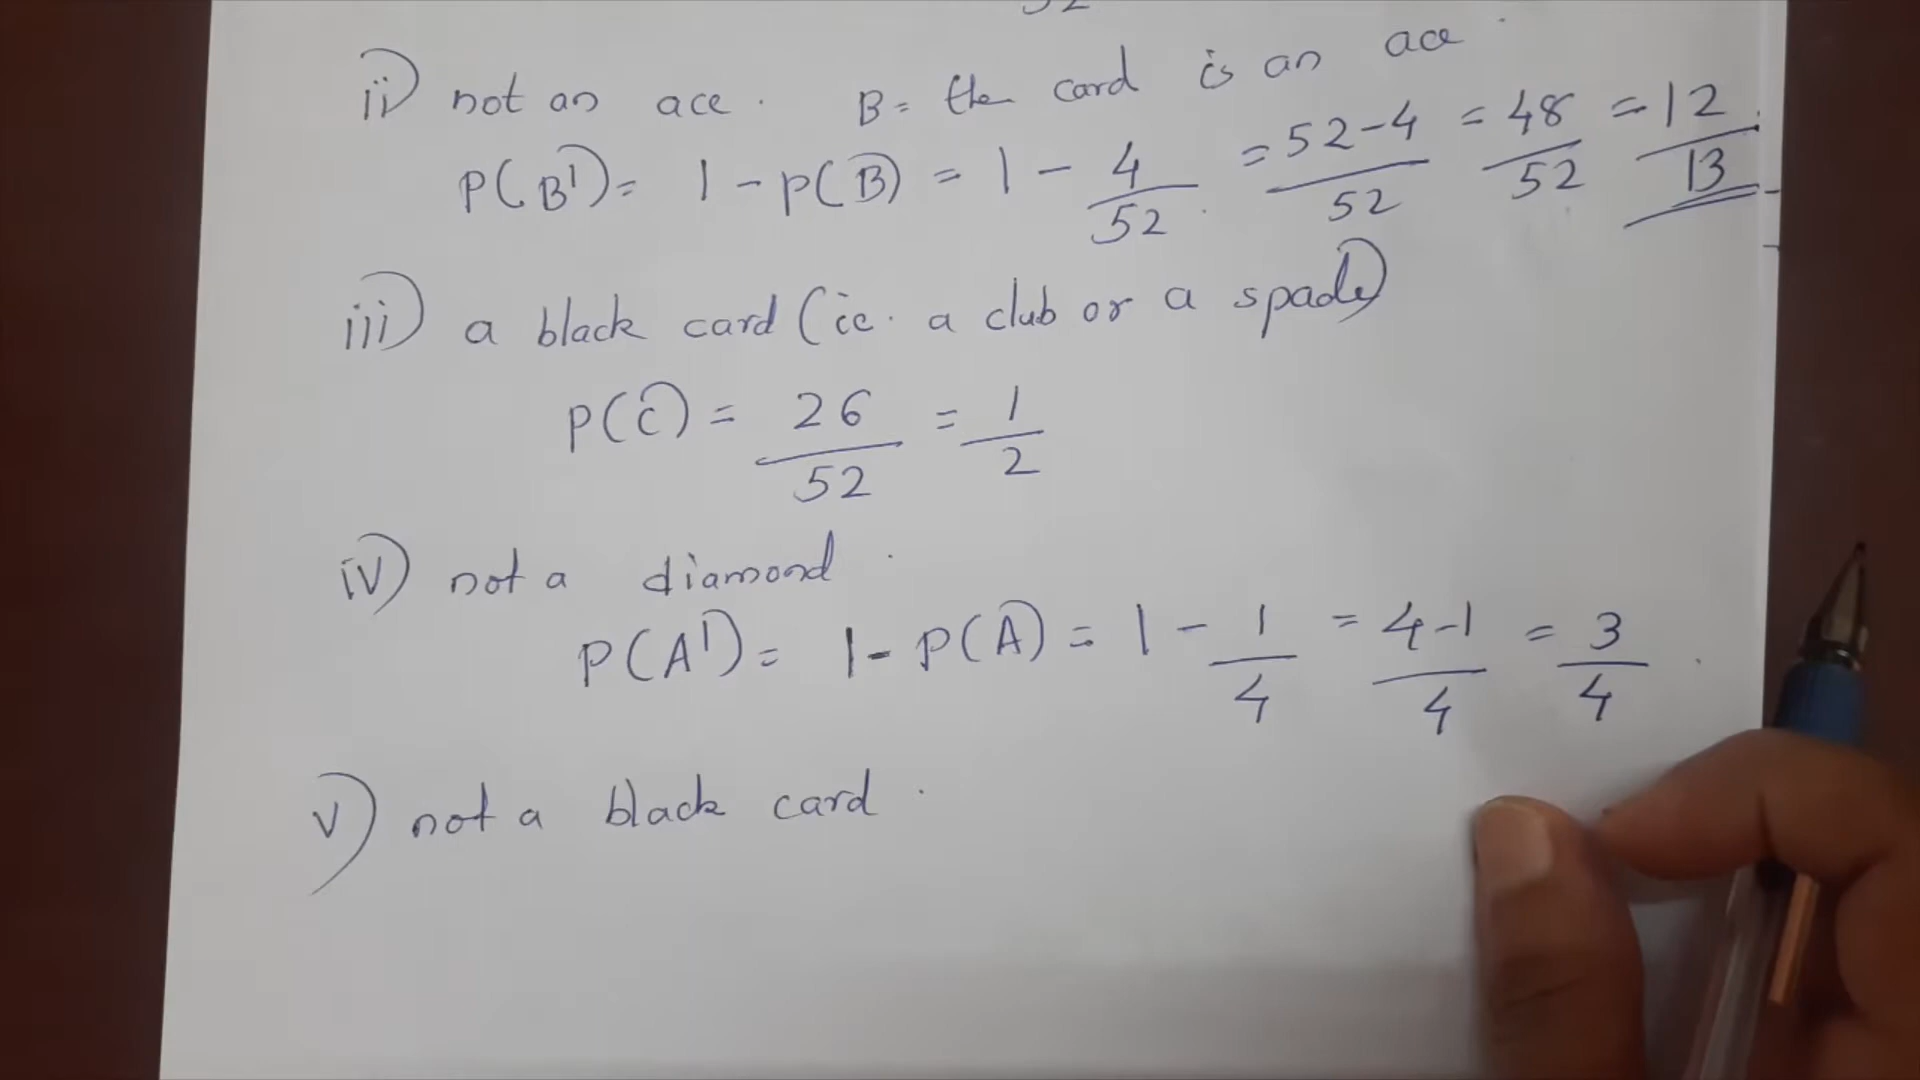 ii) not an ace. B = the card is an ace.
P(B') = 1 - P(B) = 1 - 4/52 = 52-4/52 = 48/52 = 12/13
iii) a black card (ie. a club or a spade)
P(C) = 26/52 = 1/2
iv) not a diamond.
P(A') = 1 - P(A) = 1 - 1/4 = 4-1/4 = 3/4.
v) not a black card.